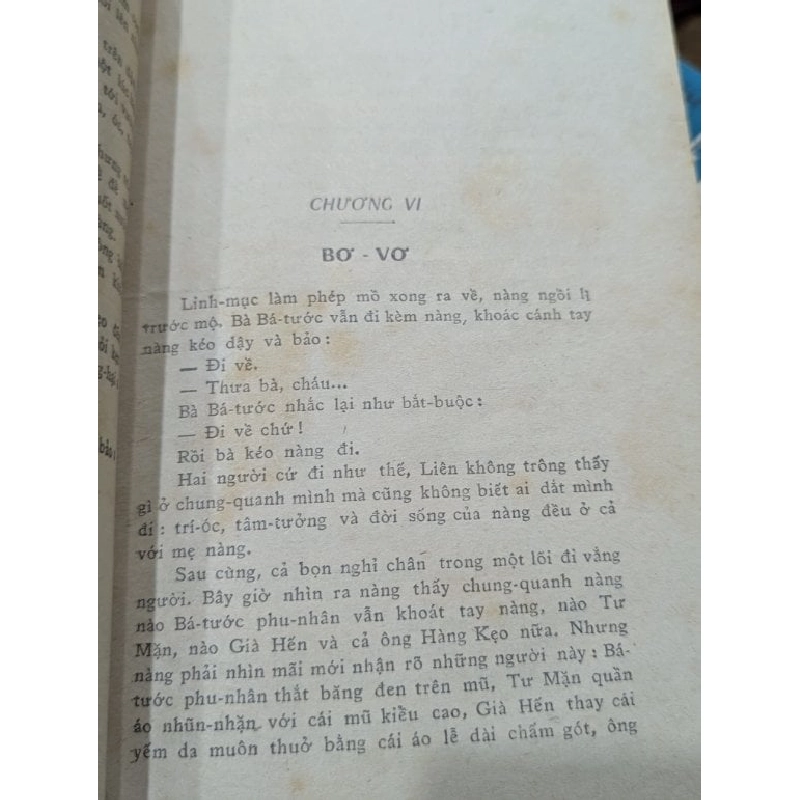 CHƯƠNG VI
BƠ - VƠ
Linh-mục làm phép mồ xong ra về, nàng ngồi lị
trước mộ. Bà Bá-tước vẫn đi kèm nàng, khoác cánh tay
nàng kéo dậy và bảo:
— Đi về.
— Thưa bà, cháu...
Bà Bá-tước nhắc lại như bắt-buộc:
— Đi về chứ!
Rồi bà kéo nàng đi.
Hai người cứ đi như thế, Liên không trông thấy
gì ở chung-quanh mình mà cũng không biết ai dắt mình
đi: trí-óc, tâm-tưởng và đời sống của nàng đều ở cả
với mẹ nàng.
Sau cùng, cả bọn nghỉ chân trong một lối đi vắng
người. Bây giờ nhìn ra nàng thấy chung-quanh nàng
nào Bá-tước phu-nhân vẫn khoát tay nàng, nào Tư
Mặn, nào Già Hến và cả ông Hàng Kẹo nữa. Nhưng
nàng phải nhìn mãi mới nhận rõ những người này: Bá-
tước phu-nhân thắt băng đen trên mũ, Tư Mặn quần
áo nhũn-nhặn với cái mũ kiểu cao, Già Hến thay cái
yếm da muôn thuở bằng cái áo lễ dài chấm gót, ông